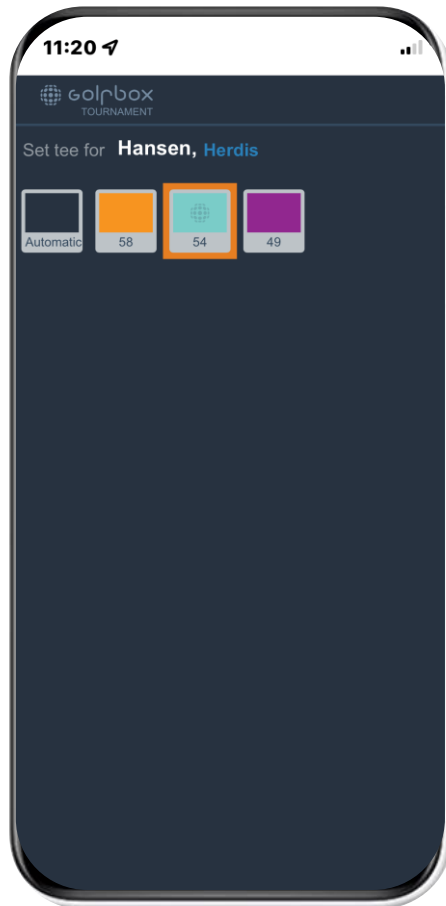 11:20
GOLFBOX
TOURNAMENT
Set tee for Hansen, Herdis
Automatic 58 54 49